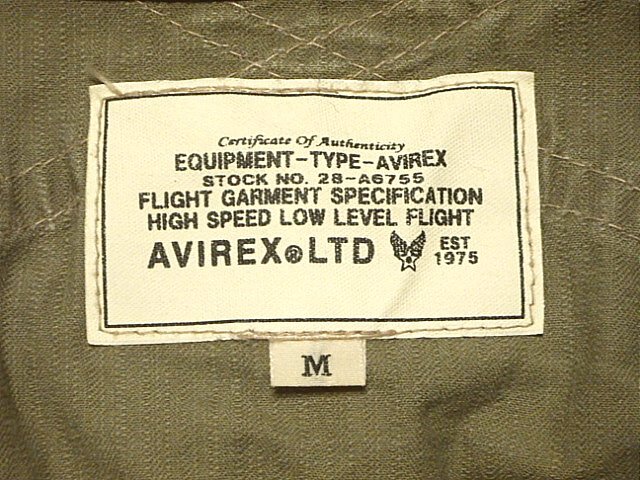 Certificate Of Authenticity
EQUIPMENT-TYPE-AVIREX
STOCK NO. 28-A6755
FLIGHT GARMENT SPECIFICATION
HIGH SPEED LOW LEVEL FLIGHT
AVIREX® LTD EST 1975
M